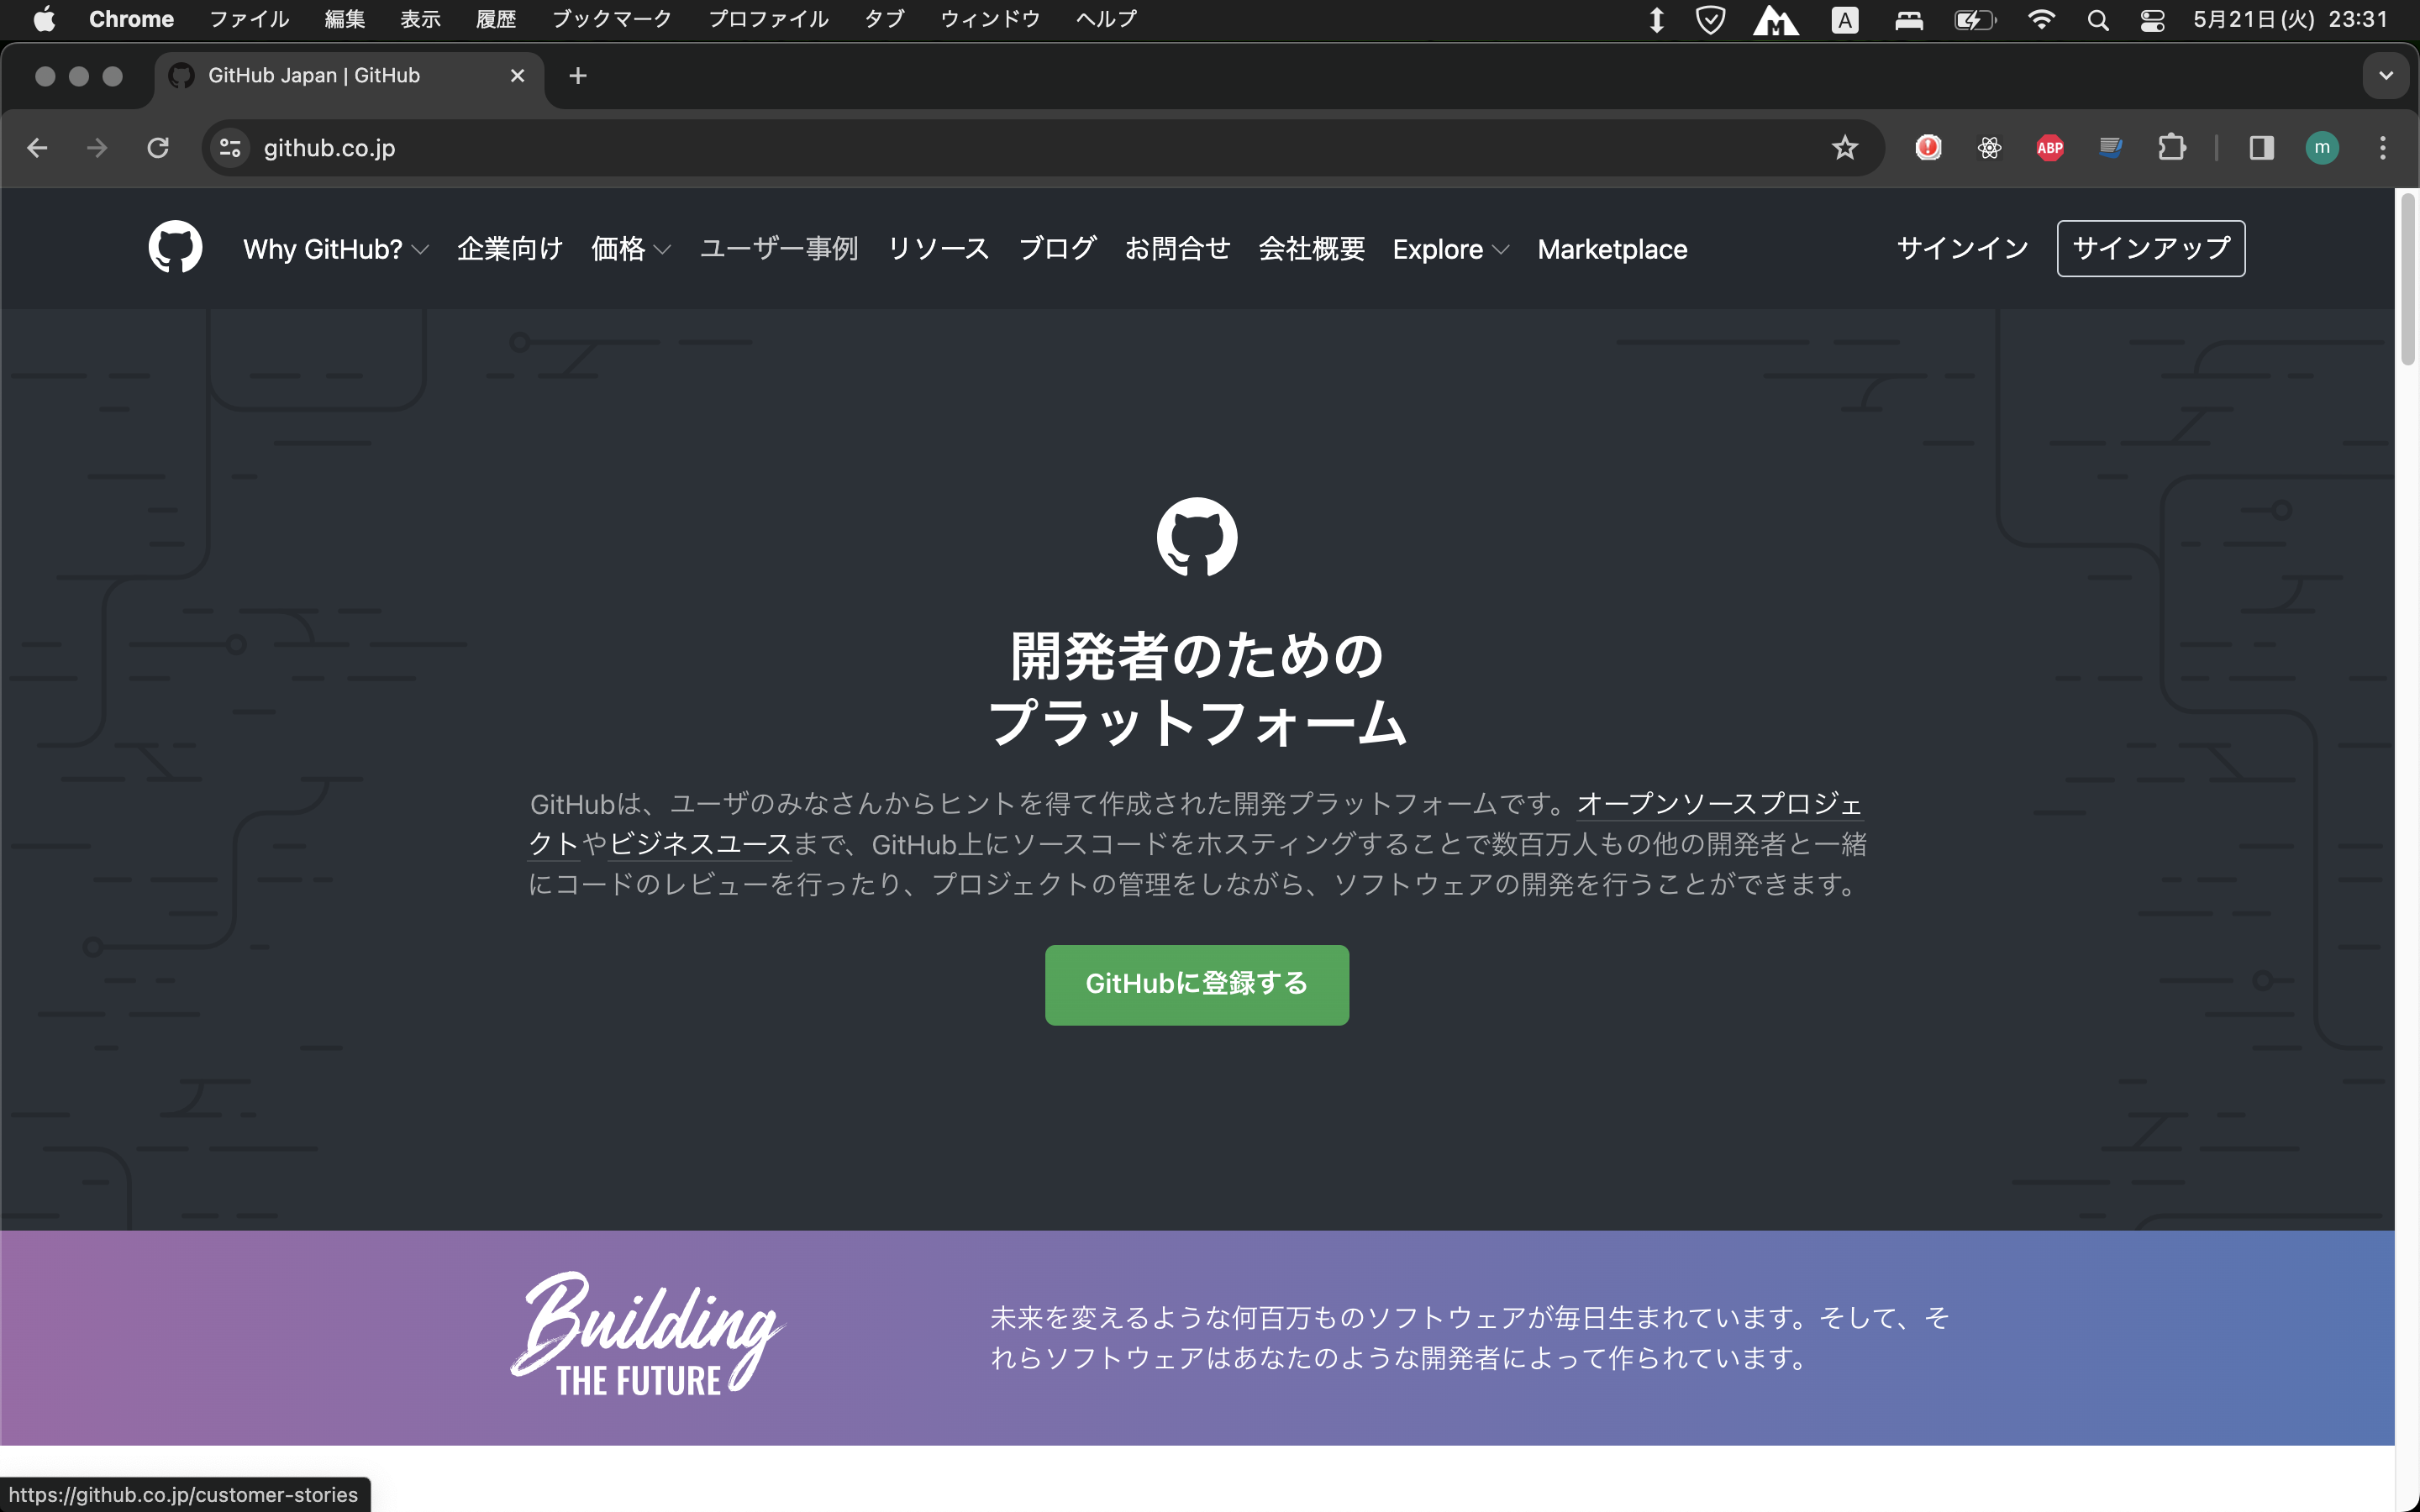 Chrome ファイル 編集 表示 履歴 ブックマーク プロファイル タブ ウィンドウ ヘルプ A 5月21日(火) 23:31
GitHub Japan | GitHub
github.co.jp ABP m
Why GitHub? 企業向け 価格 ユーザー事例 リソース ブログ お問合せ 会社概要 Explore Marketplace サインイン サインアップ
開発者のための
プラットフォーム
GitHubは、ユーザのみなさんからヒントを得て作成された開発プラットフォームです。オープンソースプロジェ
クトやビジネスユースまで、GitHub上にソースコードをホスティングすることで数百万人もの他の開発者と一緒
にコードのレビューを行ったり、プロジェクトの管理をしながら、ソフトウェアの開発を行うことができます。
GitHubに登録する
Building
THE FUTURE
未来を変えるような何百万ものソフトウェアが毎日生まれています。そして、そ
れらソフトウェアはあなたのような開発者によって作られています。
https://github.co.jp/customer-stories